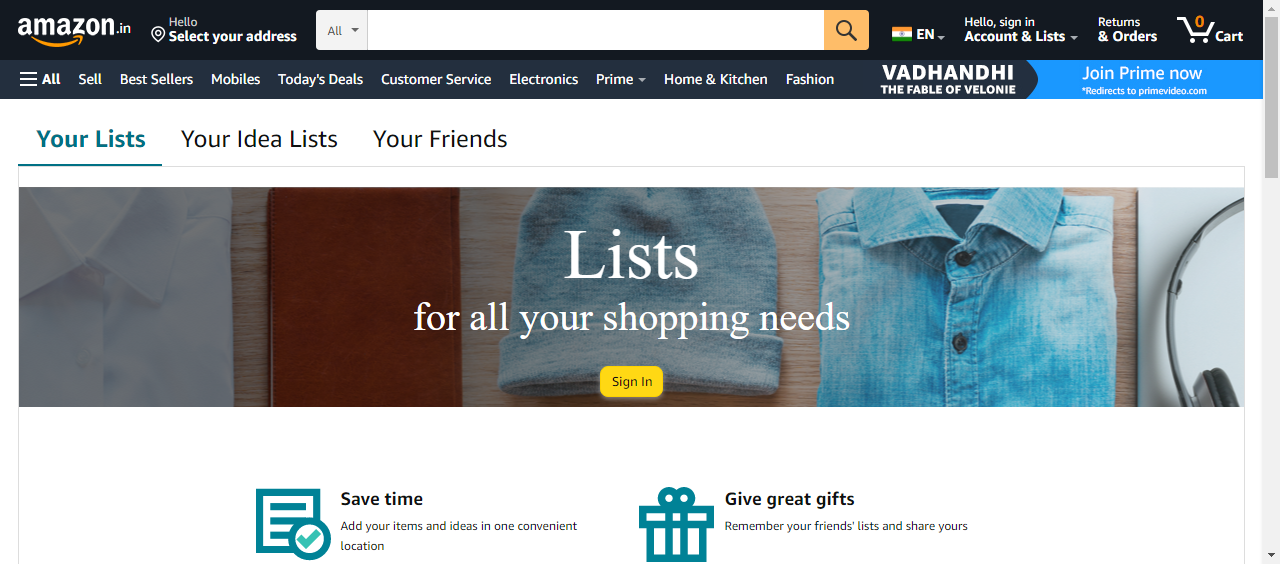 amazon.in
Hello
Select your address
All
EN
Hello, sign in
Account & Lists
Returns
& Orders
0
Cart
All
Sell
Best Sellers
Mobiles
Today's Deals
Customer Service
Electronics
Prime
Home & Kitchen
Fashion
VADHANDHI
THE FABLE OF VELONIE
Join Prime now
*Redirects to primevideo.com
Your Lists
Your Idea Lists
Your Friends
Lists
for all your shopping needs
Sign In
Save time
Add your items and ideas in one convenient
location
Give great gifts
Remember your friends' lists and share yours